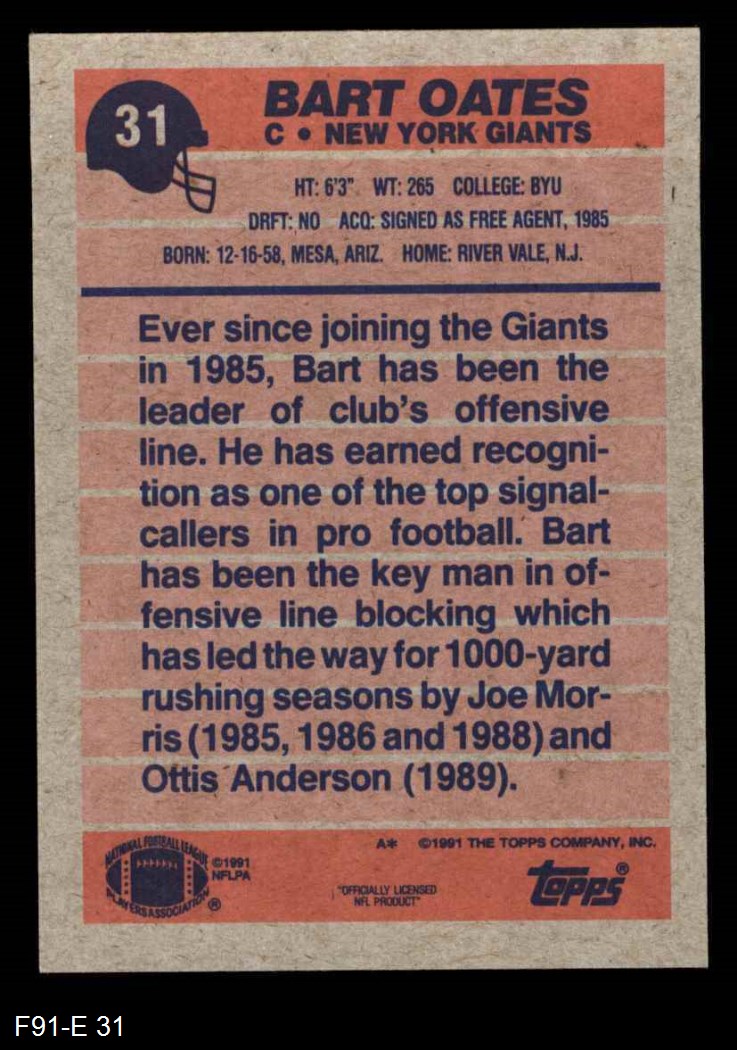 31
BART OATES
C • NEW YORK GIANTS
HT: 6'3" WT: 265 COLLEGE: BYU
DRFT: NO ACQ: SIGNED AS FREE AGENT, 1985
BORN: 12-16-58, MESA, ARIZ. HOME: RIVER VALE, N.J.
Ever since joining the Giants
in 1985, Bart has been the
leader of club's offensive
line. He has earned recogni-
tion as one of the top signal-
callers in pro football. Bart
has been the key man in of-
fensive line blocking which
has led the way for 1000-yard
rushing seasons by Joe Mor-
ris (1985, 1986 and 1988) and
Ottis Anderson (1989).
A* ©1991 THE TOPPS COMPANY, INC.
NATIONAL FOOTBALL LEAGUE
PLAYERS ASSOCIATION ®
©1991
NFLPA
"OFFICIALLY LICENSED
NFL PRODUCT"
topps®
F91-E 31